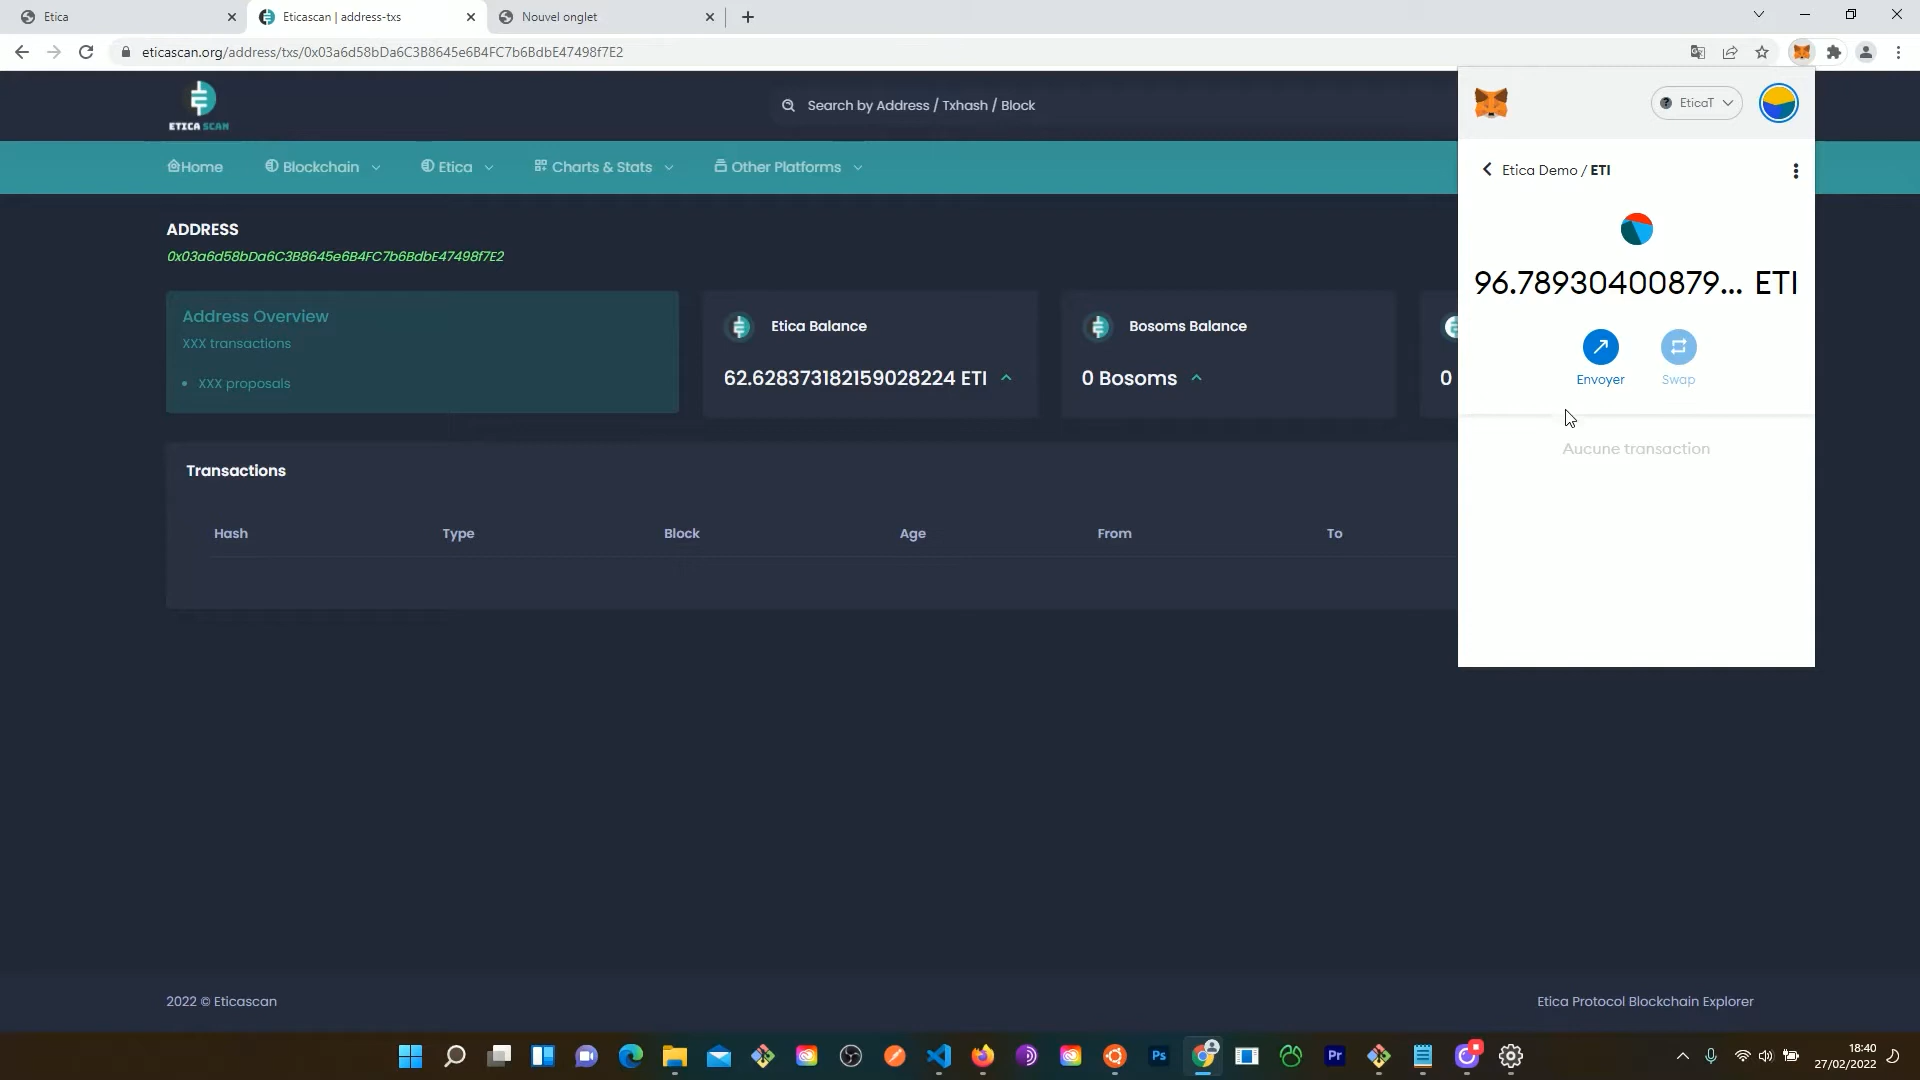 Etica
Eticascan | address-txs
Nouvel onglet
eticascan.org/address/txs/0x03a6d58bDa6C3B8645e6B4FC7b6BdbE47498f7E2
ETICA SCAN
Search by Address / Txhash / Block
EticaT
Home
Blockchain
Etica
Charts & Stats
Other Platforms
Etica Demo / ETI
ADDRESS
0x03a6d58bDa6C3B8645e6B4FC7b6BdbE47498f7E2
96.78930400879... ETI
Address Overview
XXX transactions
XXX proposals
Etica Balance
62.628373182159028224 ETI
Bosoms Balance
0 Bosoms
0
Envoyer
Swap
Aucune transaction
Transactions
Hash
Type
Block
Age
From
To
2022 © Eticascan
Etica Protocol Blockchain Explorer
Ps
Pr
18:40
27/02/2022